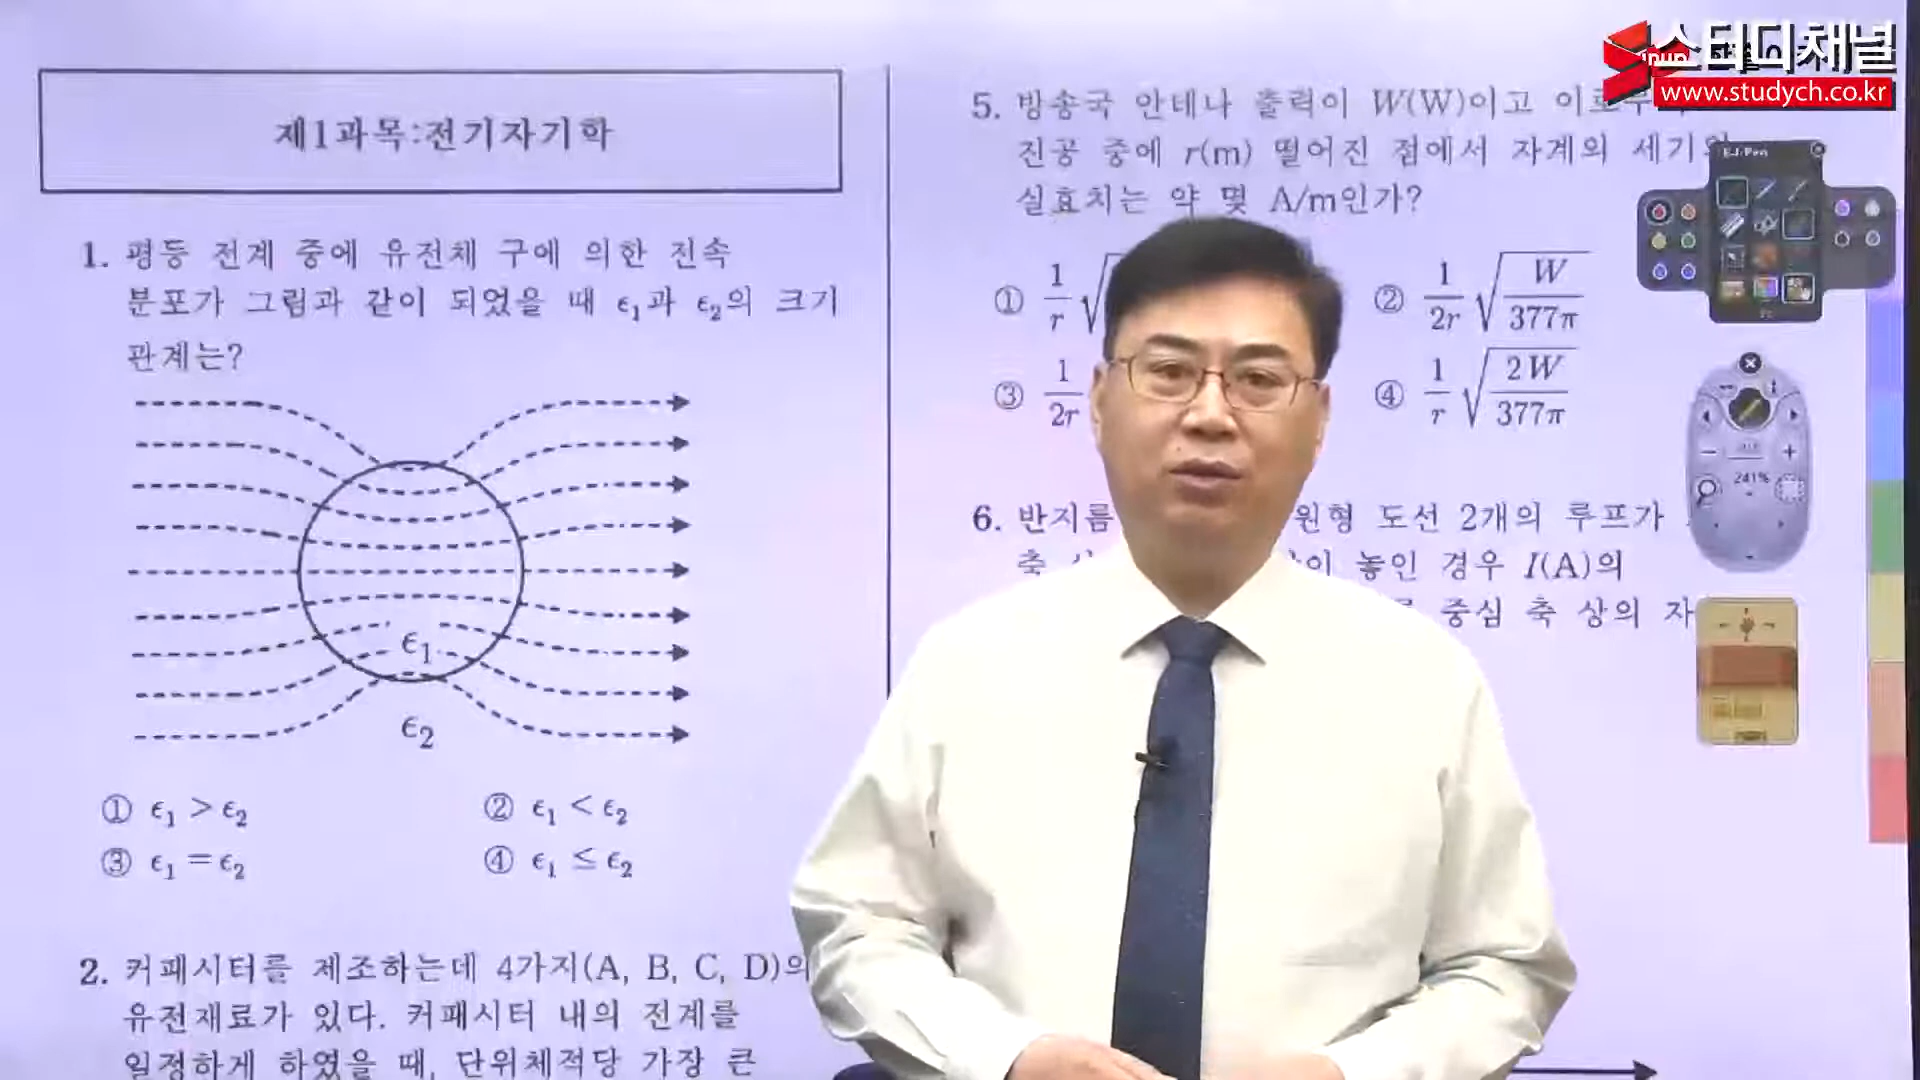 스터디채널
www.studych.co.kr
제1과목:전기자기학
1. 평등 전계 중에 유전체 구에 의한 전속
분포가 그림과 같이 되었을 때 ϵ₁과 ϵ₂의 크기
관계는?
ϵ₁
ϵ₂
① ϵ₁ > ϵ₂
② ϵ₁ < ϵ₂
③ ϵ₁ = ϵ₂
④ ϵ₁ ≤ ϵ₂
2. 커패시터를 제조하는데 4가지(A, B, C, D)의
유전재료가 있다. 커패시터 내의 전계를
일정하게 하였을 때, 단위체적당 가장 큰
5. 방송국 안테나 출력이 W(W)이고
진공 중에 r(m) 떨어진 점에서 자계의 세기의
실효치는 약 몇 A/m인가?
① 1/r √
② 1/2r √W/377π
③ 1/2r
④ 1/r √2W/377π
6. 반지름 원형 도선 2개의 루프가
축 놓인 경우 I(A)의
중심 축 상의 자
EJ-Pen
241%